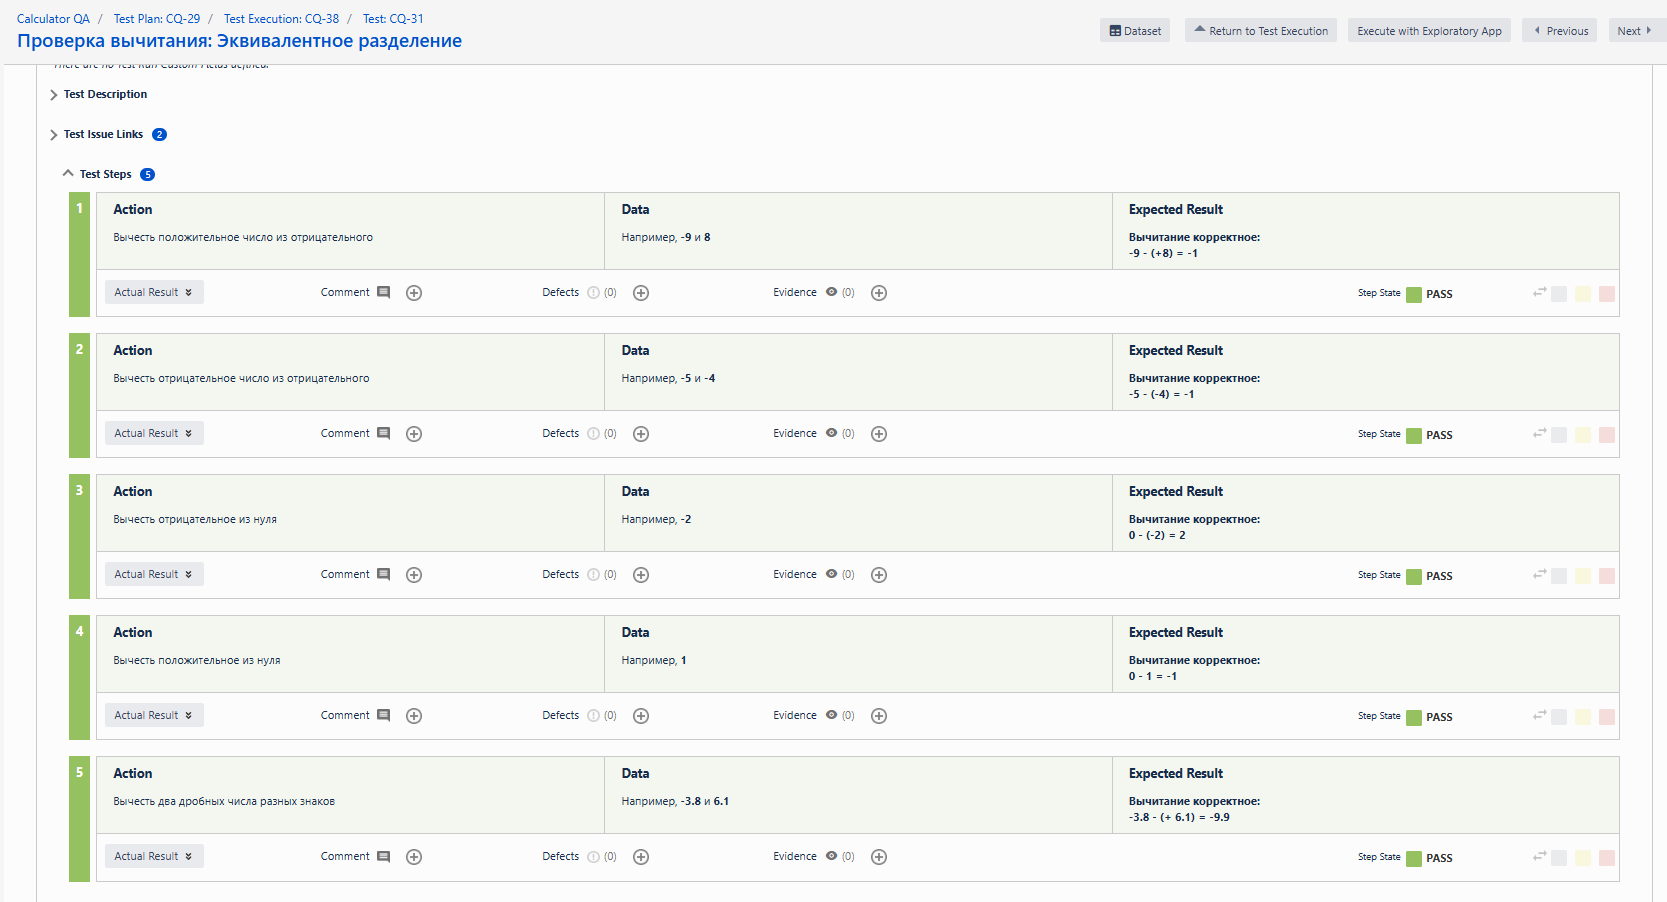 Calculator QA / Test Plan: CQ-29 / Test Execution: CQ-38 / Test: CQ-31
Проверка вычитания: Эквивалентное разделение
Dataset Return to Test Execution Execute with Exploratory App Previous Next
There are no Test Run Custom Fields defined.
Test Description
Test Issue Links 2
Test Steps 5
1 Action Data Expected Result
Вычесть положительное число из отрицательного Например, -9 и 8 Вычитание корректное:
-9 - (+8) = -1
Actual Result Comment Defects (0) Evidence (0) Step State PASS
2 Action Data Expected Result
Вычесть отрицательное число из отрицательного Например, -5 и -4 Вычитание корректное:
-5 - (-4) = -1
Actual Result Comment Defects (0) Evidence (0) Step State PASS
3 Action Data Expected Result
Вычесть отрицательное из нуля Например, -2 Вычитание корректное:
0 - (-2) = 2
Actual Result Comment Defects (0) Evidence (0) Step State PASS
4 Action Data Expected Result
Вычесть положительное из нуля Например, 1 Вычитание корректное:
0 - 1 = -1
Actual Result Comment Defects (0) Evidence (0) Step State PASS
5 Action Data Expected Result
Вычесть два дробных числа разных знаков Например, -3.8 и 6.1 Вычитание корректное:
-3.8 - (+ 6.1) = -9.9
Actual Result Comment Defects (0) Evidence (0) Step State PASS